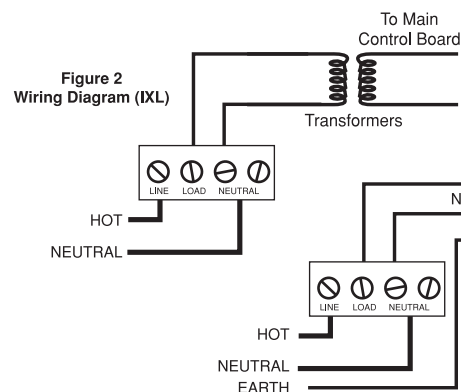 To Main
Control Board
Figure 2
Wiring Diagram (IXL)
Transformers
LINE LOAD NEUTRAL
HOT
NEUTRAL
N
LINE LOAD NEUTRAL
HOT
NEUTRAL
EARTH